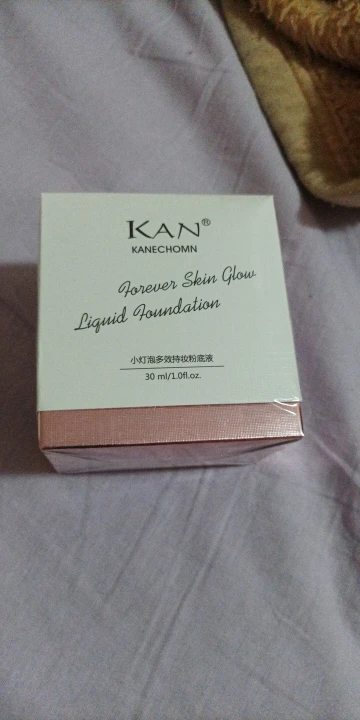 KAN®
KANECHOMN
Forever Skin Glow
Liquid Foundation
小灯泡多效持妆粉底液
30 ml/1.0fl.oz.